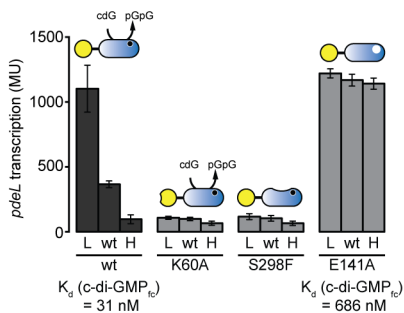 cdG pGpG
1500
1000
500
0
pdeL transcription (MU)
cdG pGpG
L wt H L wt H L wt H L wt H
wt K60A S298F E141A
Kd (c-di-GMPfc) = 31 nM
Kd (c-di-GMPfc) = 686 nM